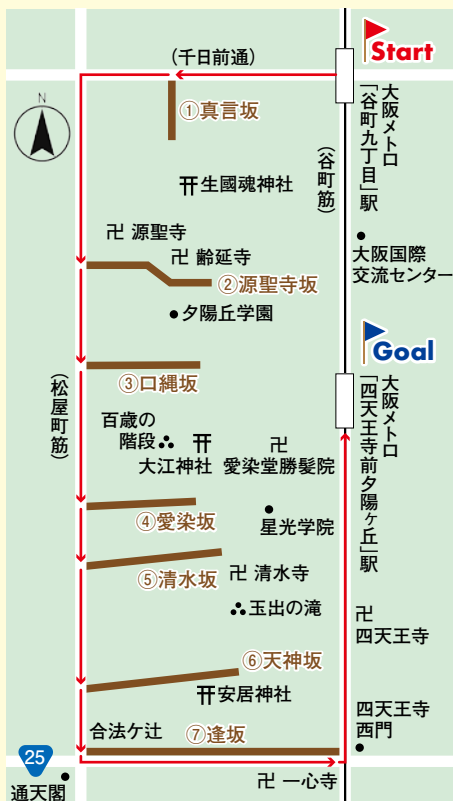 Start
(千日前通)
N
①真言坂
大阪メトロ
「谷町九丁目」駅
(谷町筋)
生國魂神社
卍 源聖寺
卍 齢延寺
大阪国際
交流センター
②源聖寺坂
夕陽丘学園
Goal
③口縄坂
(松屋町筋)
大阪メトロ
「四天王寺前夕陽ヶ丘」駅
百歳の
階段
大江神社
卍
愛染堂勝鬘院
④愛染坂
星光学院
⑤清水坂
卍 清水寺
玉出の滝
卍
四天王寺
⑥天神坂
安居神社
四天王寺
西門
合法ケ辻
⑦逢坂
25
通天閣
卍 一心寺